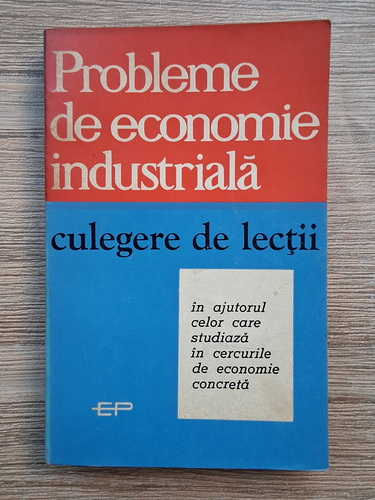 Probleme
de economie
industrială
culegere de lecţii
în ajutorul
celor care
studiază
în cercurile
de economie
concretă
EP